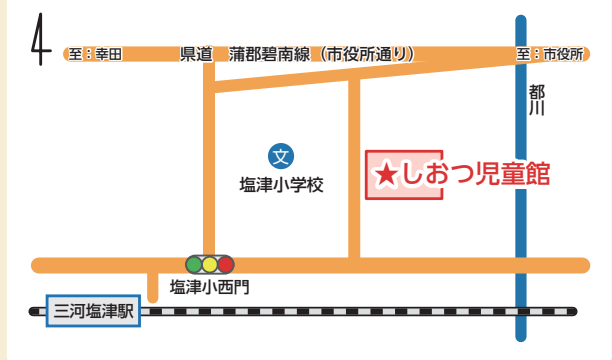 至:幸田
県道 蒲郡碧南線(市役所通り)
至:市役所
都川
文
塩津小学校
★しおつ児童館
塩津小西門
三河塩津駅